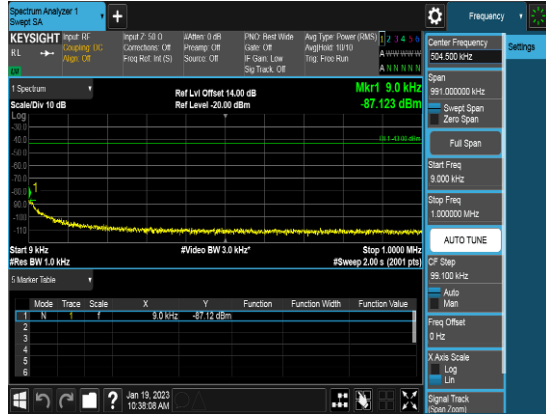 Spectrum Analyzer 1
Swept SA
+
Frequency
KEYSIGHT Input: RF
RL
Coupling: DC
Align: Off
Input Z: 50 Ω
Corrections: Off
Freq Ref: Int (S)
#Atten: 0 dB
Preamp: Off
Source: Off
PNO: Best Wide
Gate: Off
IF Gain: Low
Sig Track: Off
Avg Type: Power (RMS)
Avg|Hold: 10/10
Trig: Free Run
1 2 3 4 5 6
A W W W W W
A N N N N N
1 Spectrum
Scale/Div 10 dB
Ref Lvl Offset 14.00 dB
Ref Level -20.00 dBm
Mkr1 9.0 kHz
-87.123 dBm
Log
-30.0
-40.0
-50.0
-60.0
-70.0
-80.0
-90.0
-100
-110
1
DL1 -43.00 dBm
Start 9 kHz
#Res BW 1.0 kHz
#Video BW 3.0 kHz*
Stop 1.0000 MHz
#Sweep 2.00 s (2001 pts)
5 Marker Table
Mode Trace Scale X Y Function Function Width Function Value
1 N 1 f 9.0 kHz -87.12 dBm
2
3
4
5
6
?
Jan 19, 2023
10:38:08 AM
Center Frequency
504.500 kHz
Settings
Span
991.000000 kHz
Swept Span
Zero Span
Full Span
Start Freq
9.000 kHz
Stop Freq
1.000000 MHz
AUTO TUNE
CF Step
99.100 kHz
Auto
Man
Freq Offset
0 Hz
X Axis Scale
Log
Lin
Signal Track
(Span Zoom)